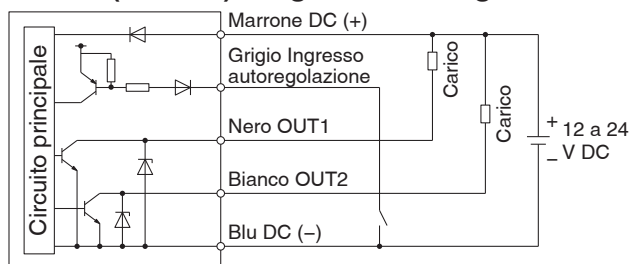 Marrone DC (+)
Grigio Ingresso
autoregolazione
Carico
Carico
Circuito principale
Nero OUT1
+ 12 a 24
− V DC
Bianco OUT2
Blu DC (−)